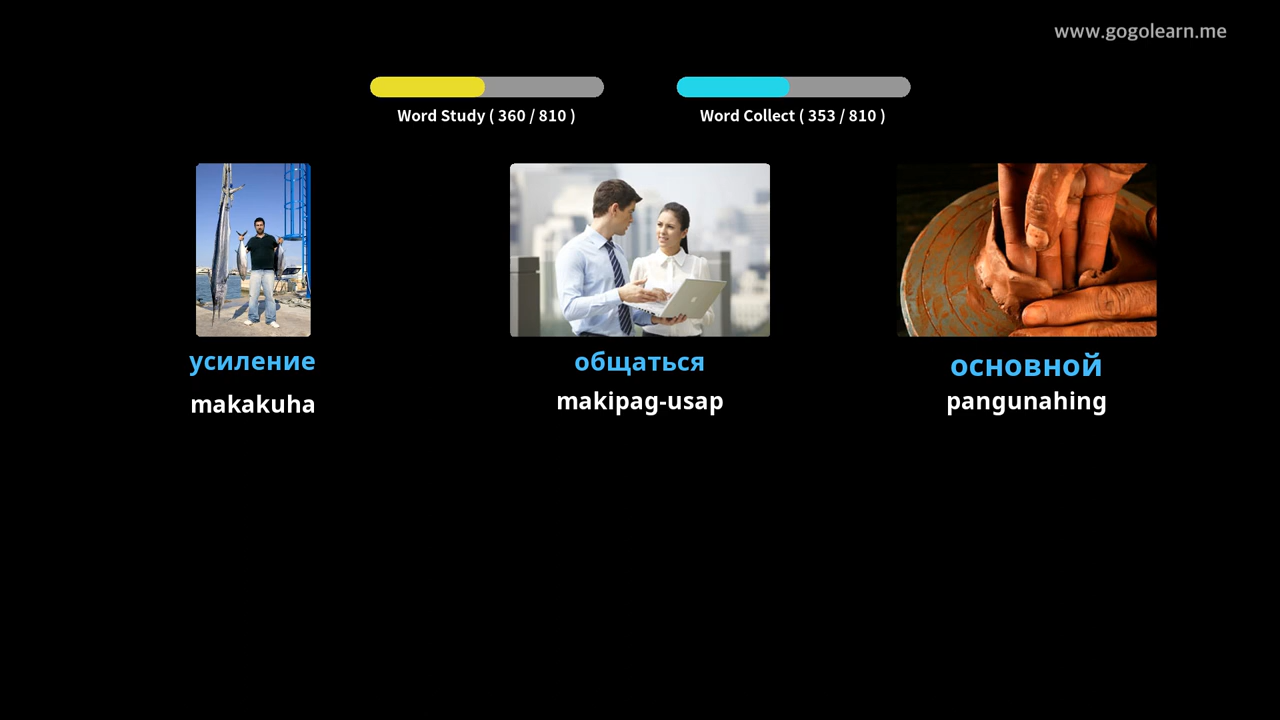 www.gogolearn.me
Word Study ( 360 / 810 )
Word Collect ( 353 / 810 )
усиление
общаться
основной
makakuha
makipag-usap
pangunahing